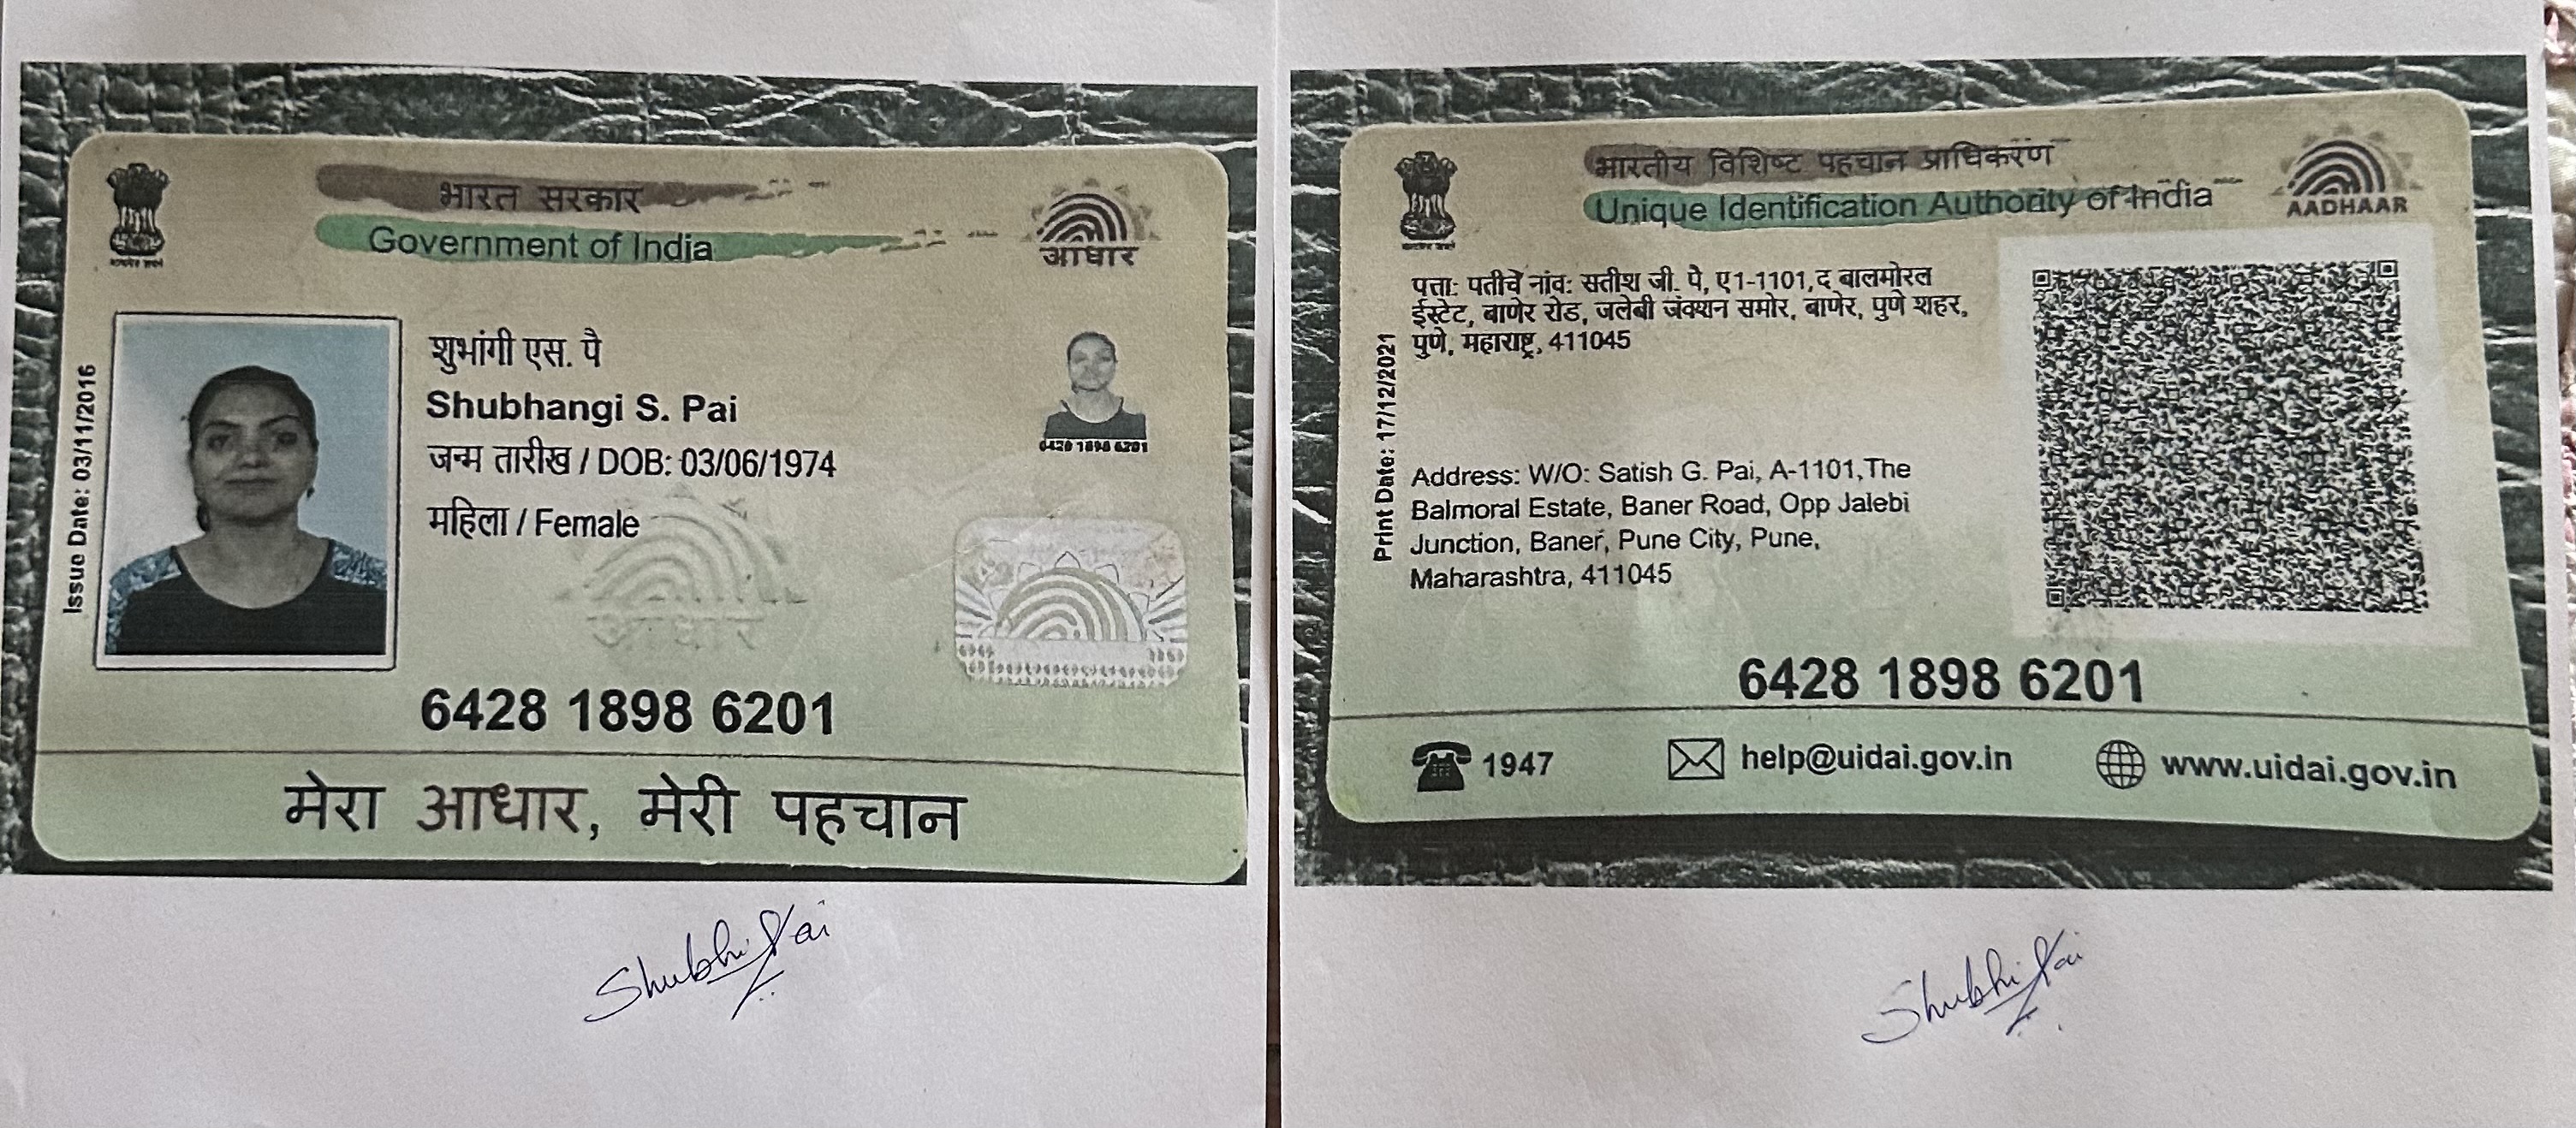 भारत सरकार
Government of India
आधार
Issue Date: 03/11/2016
शुभांगी एस. पै
Shubhangi S. Pai
जन्म तारीख / DOB: 03/06/1974
महिला / Female
6428 1898 6201
आधार
6428 1898 6201
मेरा आधार, मेरी पहचान
Shubhi Pai
भारतीय विशिष्ट पहचान प्राधिकरण
Unique Identification Authority of India
AADHAAR
Print Date: 17/12/2021
पत्ता: पतीचे नांव: सतीश जी. पे, ए1-1101,द बालमोरल
ईस्टेट, बाणेर रोड, जलेबी जंक्शन समोर, बाणेर, पुणे शहर,
पुणे, महाराष्ट्र, 411045
Address: W/O: Satish G. Pai, A-1101,The
Balmoral Estate, Baner Road, Opp Jalebi
Junction, Baner, Pune City, Pune,
Maharashtra, 411045
6428 1898 6201
1947
help@uidai.gov.in
www.uidai.gov.in
Shubhi Pai